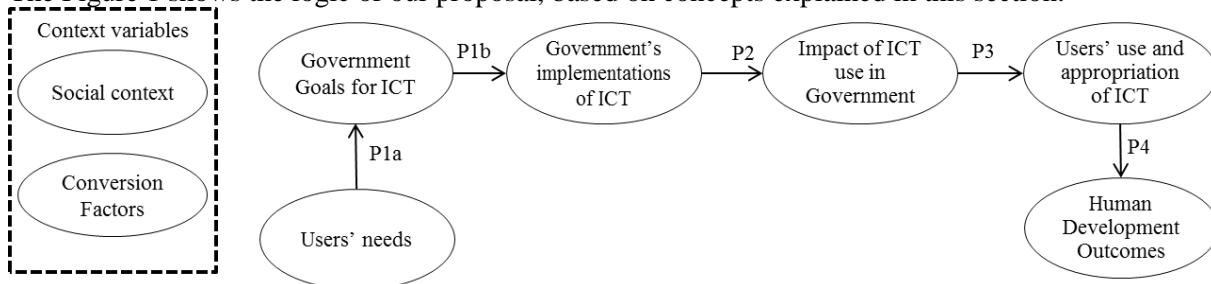 The Figure 1 shows the logic of our proposal, based on concepts explained in this section.
Context variables
Social context
Conversion
Factors
Government
Goals for ICT
P1b
Government's
implementations
of ICT
P2
Impact of ICT
use in
Government
P3
Users' use and
appropriation
of ICT
P1a
P4
Users' needs
Human
Development
Outcomes